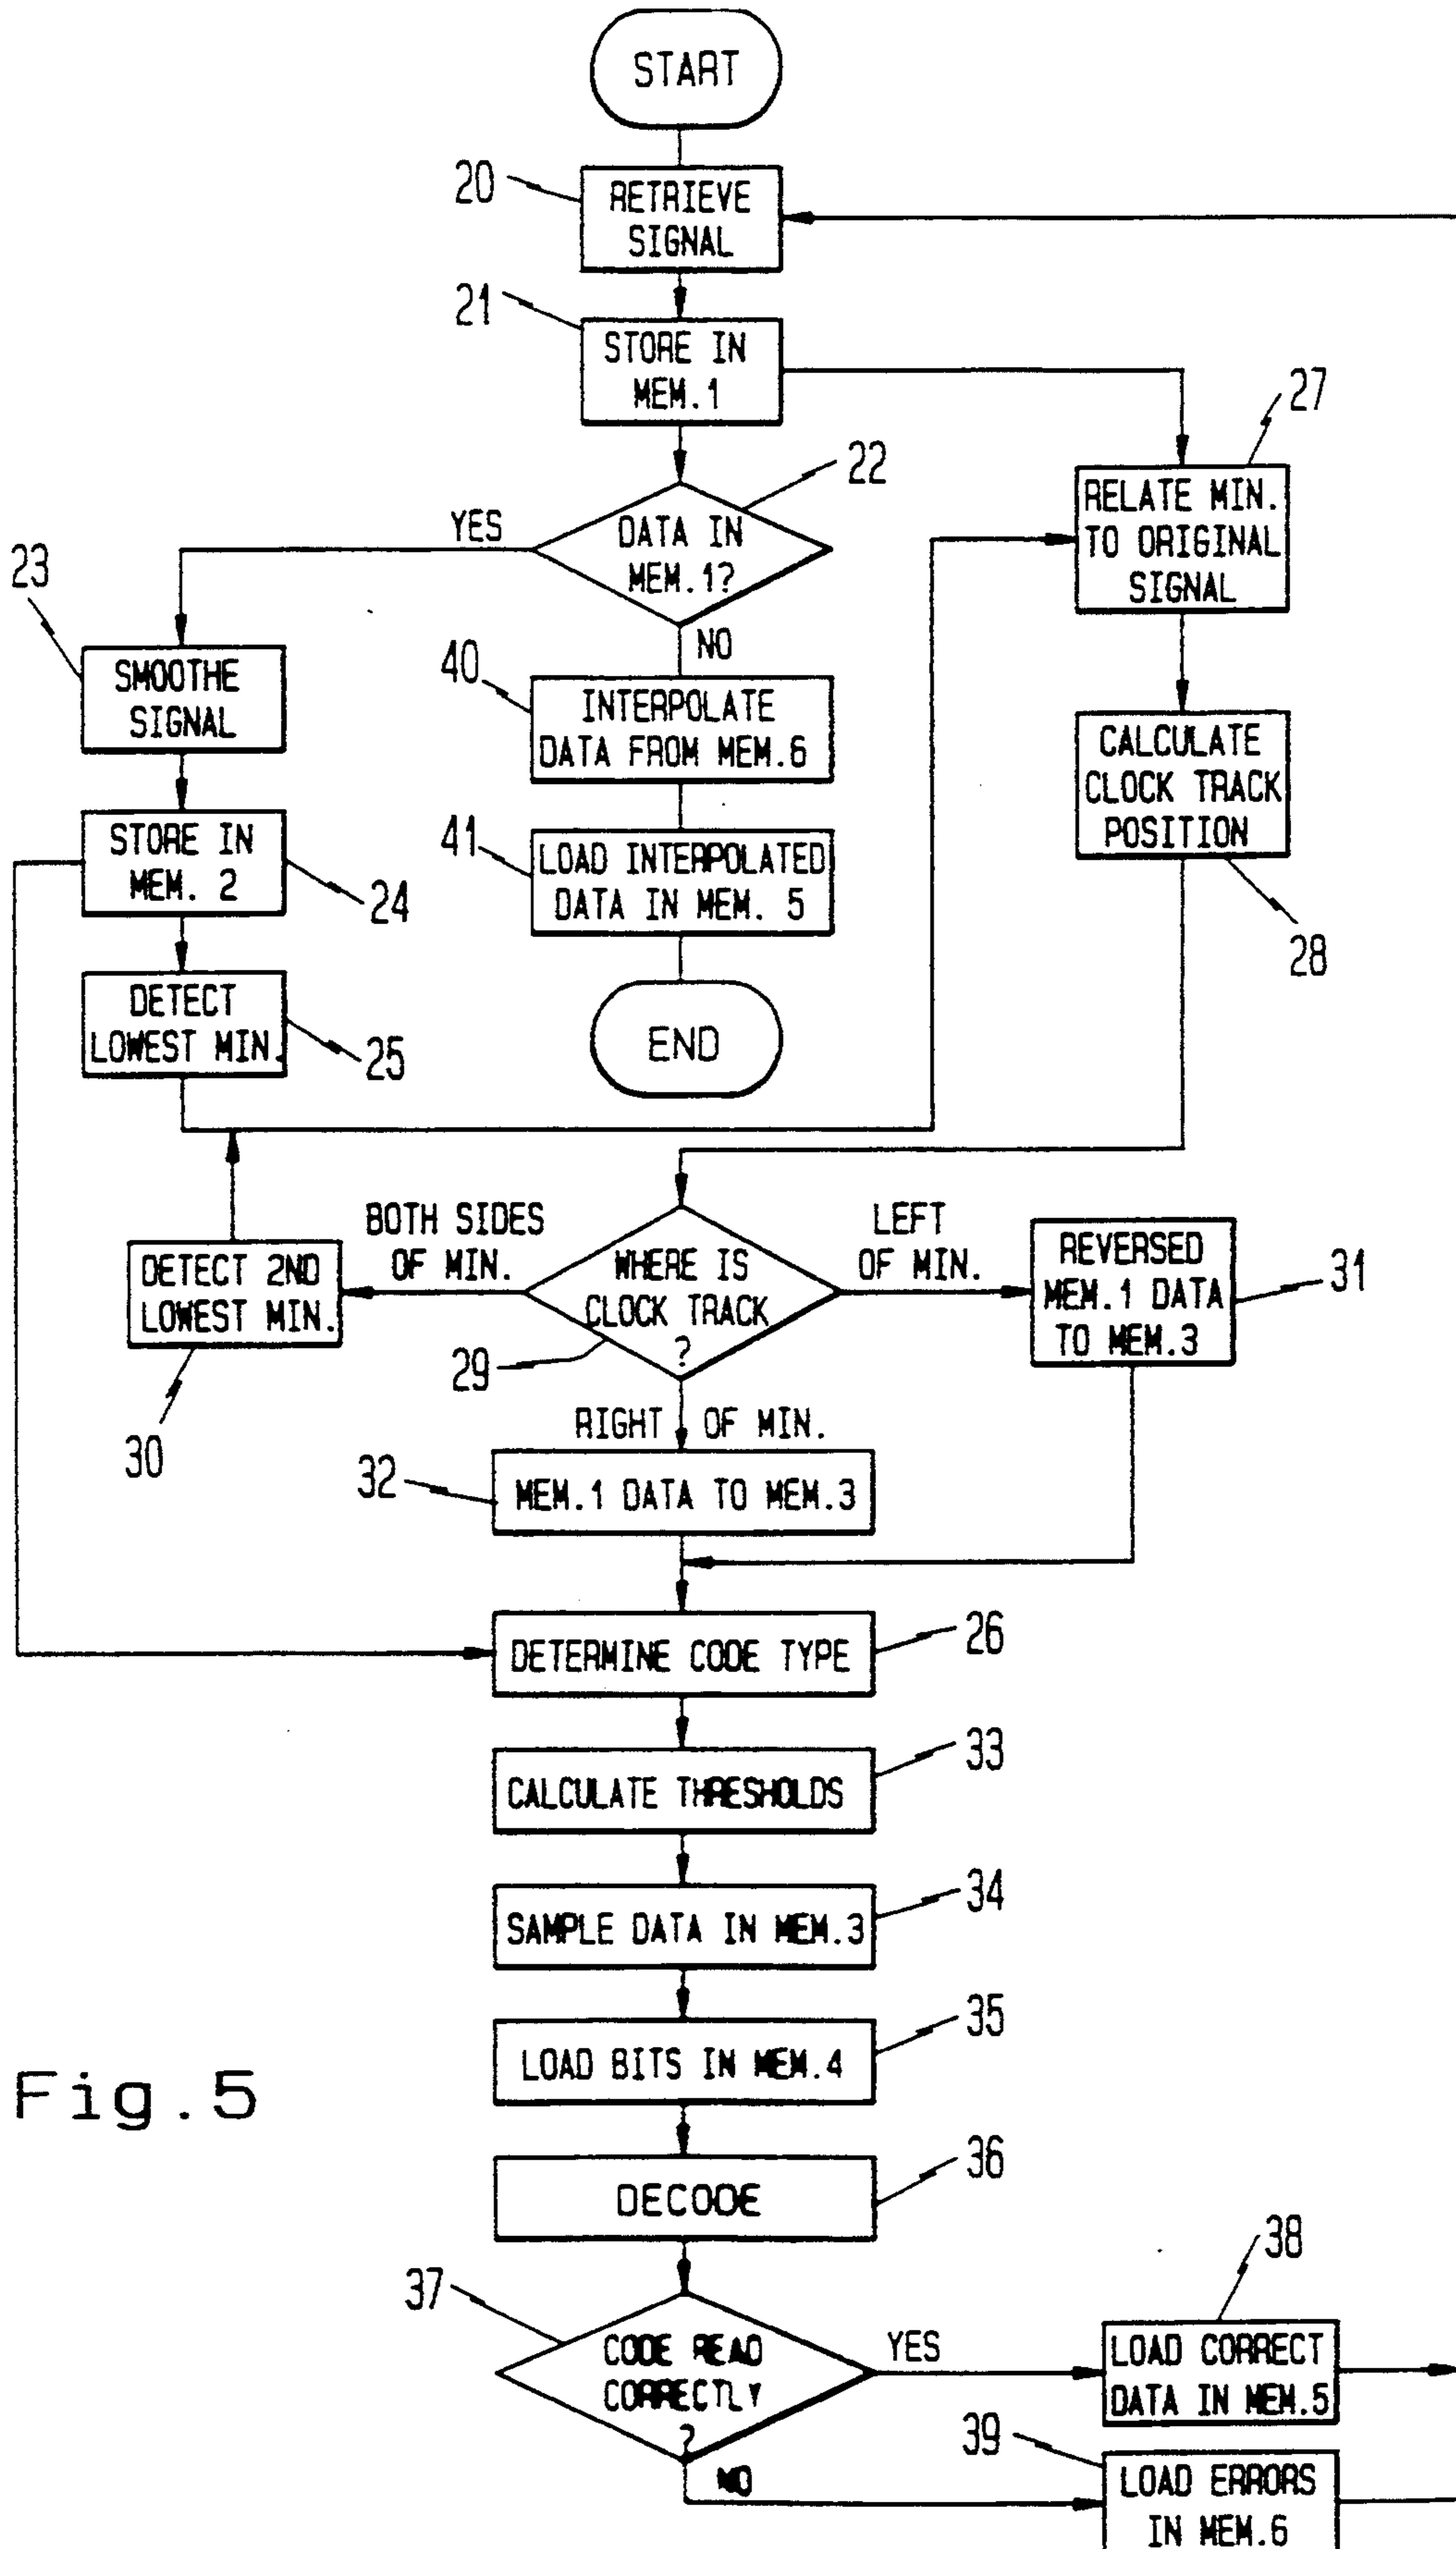 START
20
RETRIEVE
SIGNAL
21
STORE IN
MEM.1
27
RELATE MIN.
TO ORIGINAL
SIGNAL
22
YES
DATA IN
MEM.1?
NO
23
SMOOTHE
SIGNAL
40
INTERPOLATE
DATA FROM MEM.6
CALCULATE
CLOCK TRACK
POSITION
28
STORE IN
MEM. 2
24
41
LOAD INTERPOLATED
DATA IN MEM. 5
DETECT
LOWEST MIN.
25
END
BOTH SIDES
OF MIN.
LEFT
OF MIN.
DETECT 2ND
LOWEST MIN.
30
WHERE IS
CLOCK TRACK
?
29
REVERSED
MEM.1 DATA
TO MEM.3
31
RIGHT OF MIN.
32
MEM.1 DATA TO MEM.3
26
DETERMINE CODE TYPE
33
CALCULATE THRESHOLDS
34
SAMPLE DATA IN MEM.3
35
LOAD BITS IN MEM.4
Fig.5
36
DECODE
37
CODE READ
CORRECTLY
?
YES
NO
38
LOAD CORRECT
DATA IN MEM.5
39
LOAD ERRORS
IN MEM.6